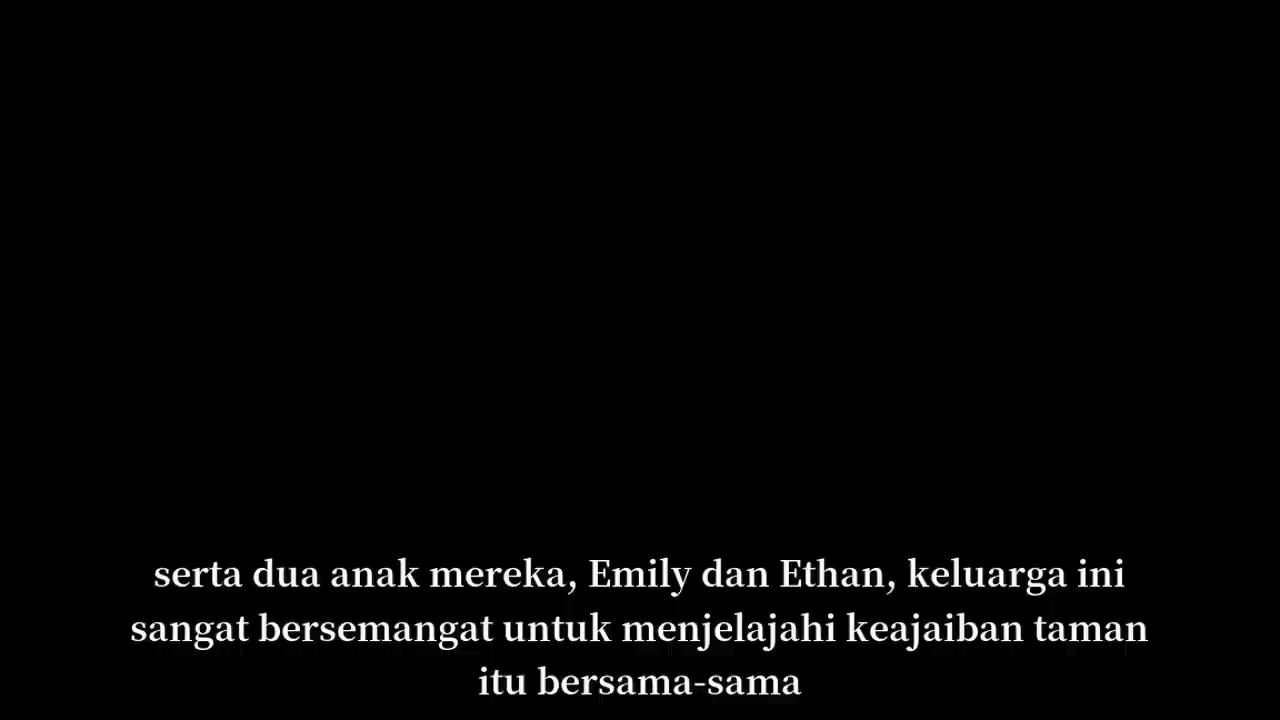 serta dua anak mereka, Emily dan Ethan, keluarga ini
sangat bersemangat untuk menjelajahi keajaiban taman
itu bersama-sama